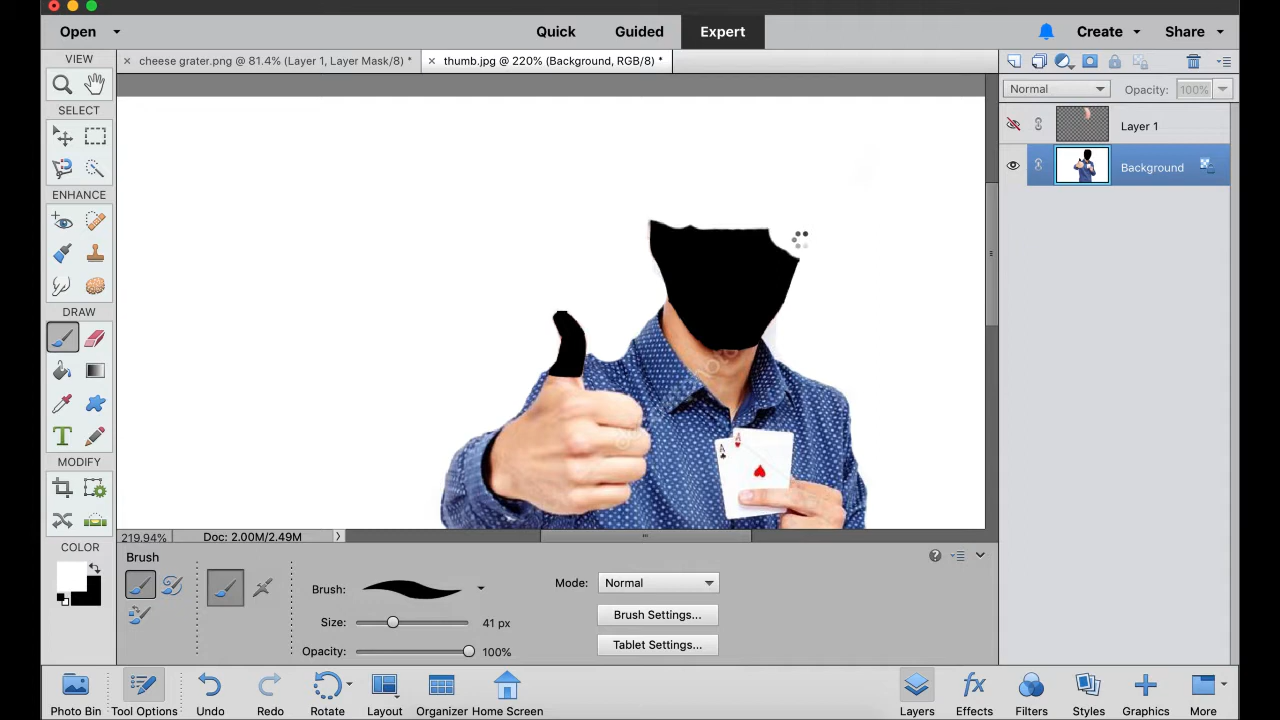 Open
Quick
Guided
Expert
Create
Share
VIEW
× cheese grater.png @ 81.4% (Layer 1, Layer Mask/8) *
× thumb.jpg @ 220% (Background, RGB/8) *
Normal
Opacity: 100%
SELECT
Layer 1
Background
ENHANCE
DRAW
A
A
T
MODIFY
COLOR
219.94%
Doc: 2.00M/2.49M
Brush
Brush:
Mode: Normal
Size: 41 px
Brush Settings...
Opacity: 100%
Tablet Settings...
fx
Photo Bin
Tool Options
Undo
Redo
Rotate
Layout
Organizer
Home Screen
Layers
Effects
Filters
Styles
Graphics
More